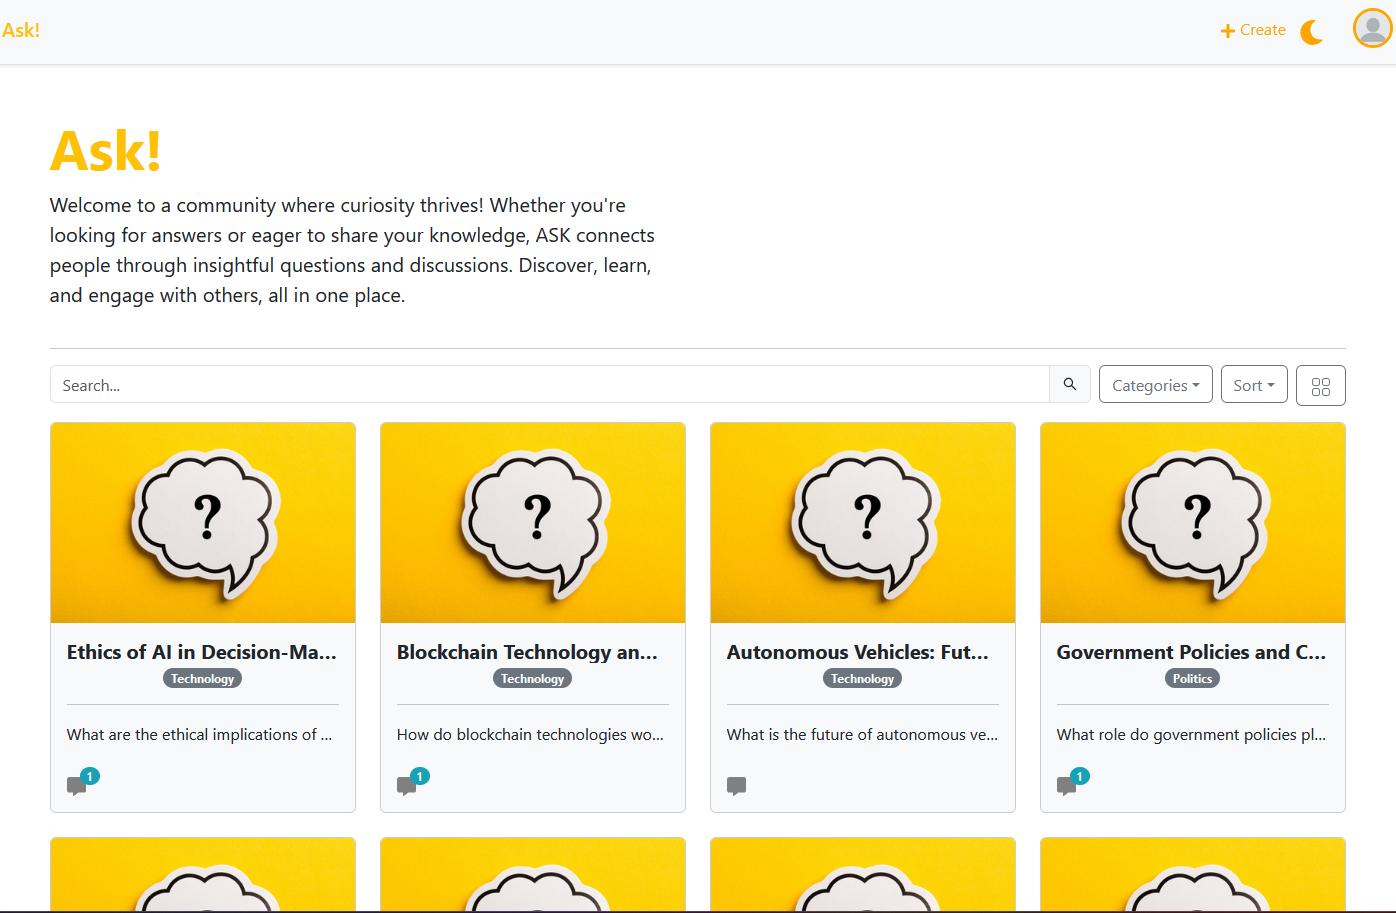 Ask!
Create
Ask!
Welcome to a community where curiosity thrives! Whether you're
looking for answers or eager to share your knowledge, ASK connects
people through insightful questions and discussions. Discover, learn,
and engage with others, all in one place.
Search...
Categories
Sort
?
?
?
?
Ethics of AI in Decision-Ma...
Technology
What are the ethical implications of ...
1
Blockchain Technology an...
Technology
How do blockchain technologies wo...
1
Autonomous Vehicles: Fut...
Technology
What is the future of autonomous ve...
Government Policies and C...
Politics
What role do government policies pl...
1